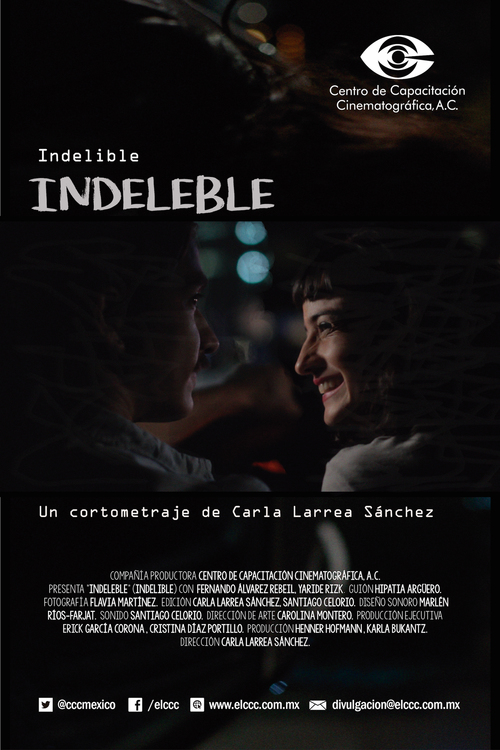 Centro de Capacitación
Cinematográfica, A.C.
Indelible
INDELEBLE
Un cortometraje de Carla Larrea Sánchez
COMPAÑÍA PRODUCTORA CENTRO DE CAPACITACIÓN CINEMATOGRÁFICA, A.C.
PRESENTA "INDELEBLE" (INDELIBLE) CON FERNANDO ÁLVAREZ REBEIL, YARIDE RIZK. GUIÓN HIPATIA ARGÜERO.
FOTOGRAFÍA FLAVIA MARTÍNEZ. EDICIÓN CARLA LARREA SÁNCHEZ, SANTIAGO CELORIO. DISEÑO SONORO MARLÉN
RÍOS-FARJAT. SONIDO SANTIAGO CELORIO. DIRECCIÓN DE ARTE CAROLINA MONTERO. PRODUCCIÓN EJECUTIVA
ERICK GARCÍA CORONA, CRISTINA DÍAZ PORTILLO. PRODUCCIÓN HENNER HOFMANN, KARLA BUKANTZ.
DIRECCIÓN CARLA LARREA SÁNCHEZ.
@cccmexico /elccc www.elccc.com.mx divulgacion@elccc.com.mx